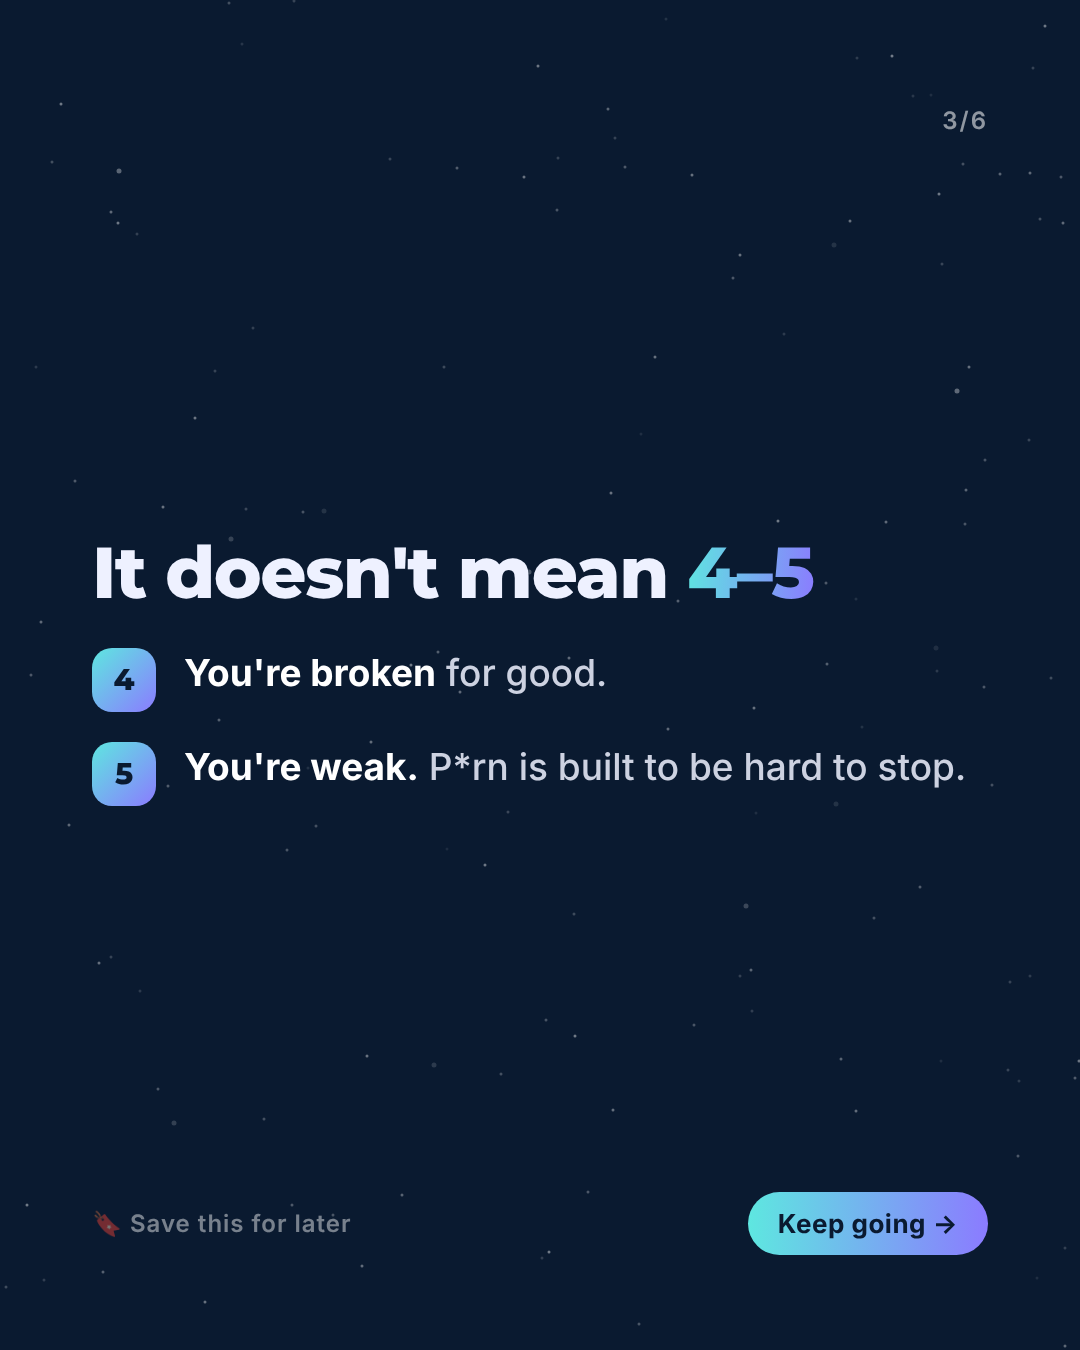 3/6
It doesn't mean 4–5
4 You're broken for good.
5 You're weak. P*rn is built to be hard to stop.
🔖 Save this for later
Keep going →